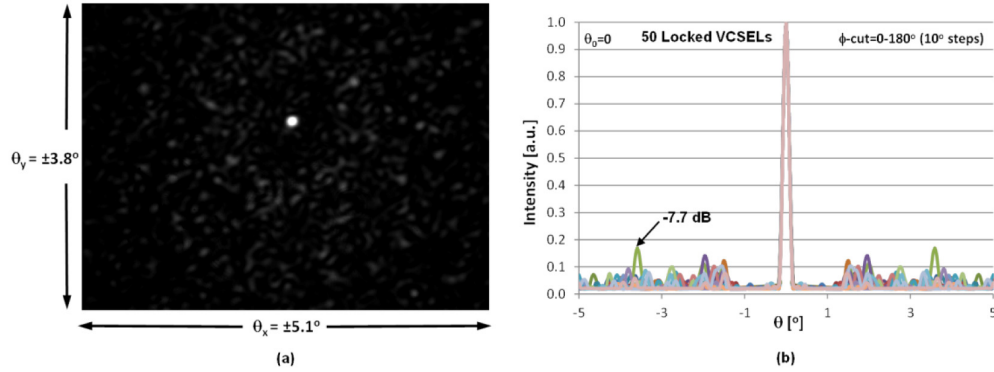 θy = ±3.8°
θx = ±5.1°
(a)
θ0=0
50 Locked VCSELs
ϕ-cut=0-180° (10° steps)
Intensity [a.u.]
1.0
0.9
0.8
0.7
0.6
0.5
0.4
0.3
0.2
0.1
0.0
-7.7 dB
-5
-3
-1
1
3
5
θ [°]
(b)